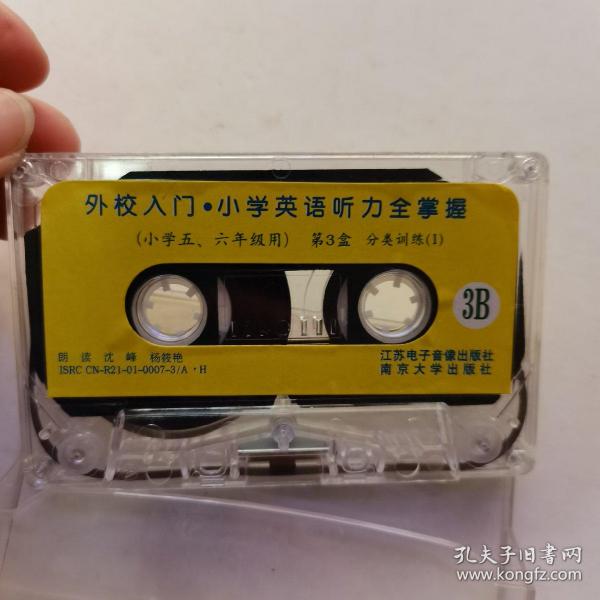 外校入门•小学英语听力全掌握
(小学五、六年级用) 第3盒 分类训练(1)
3B
朗读 沈峰 杨筱艳
ISRC CN-R21-01-0007-3/A·H
江苏电子音像出版社
南京大学出版社
孔夫子旧书网
www.kongfz.com